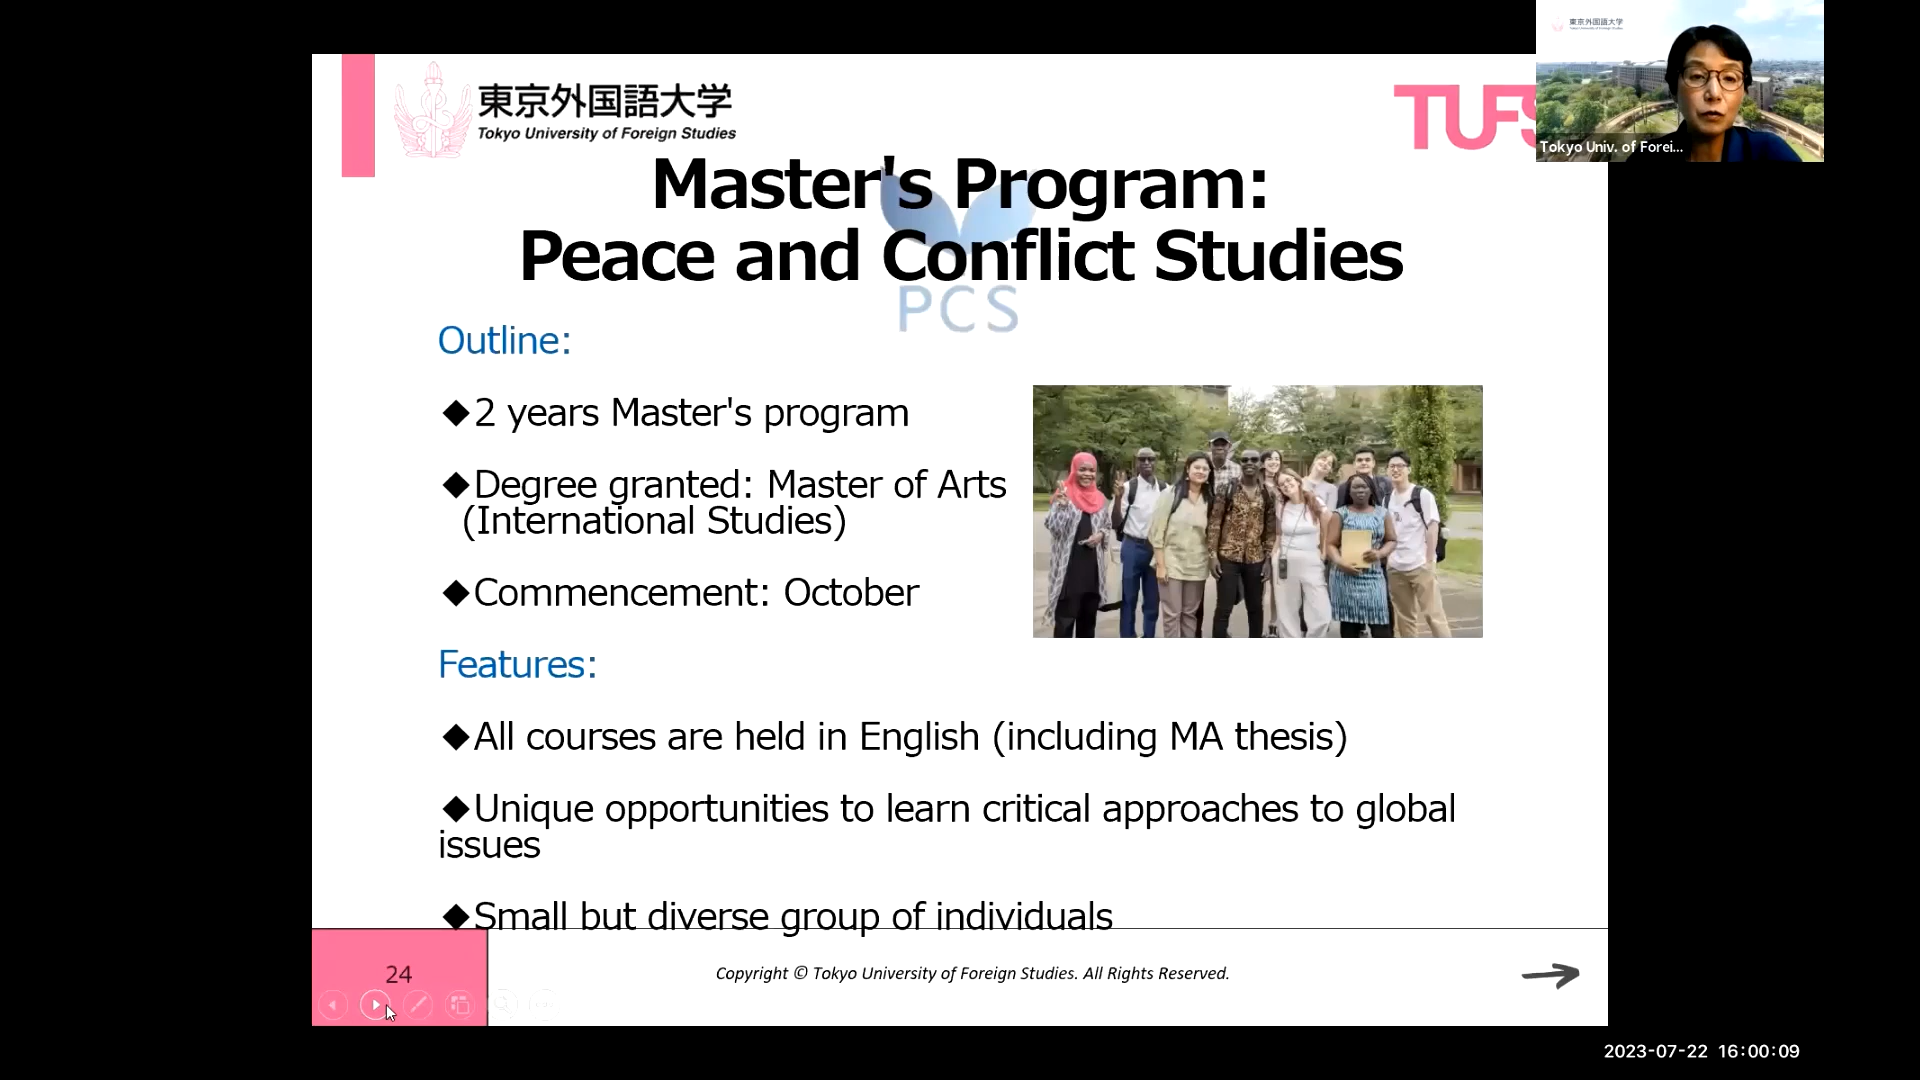 東京外国語大学
Tokyo University of Foreign Studies
TUFS
東京外国語大学
Tokyo Univ. of Forei...
Master's Program:
Peace and Conflict Studies
PCS
Outline:
◆2 years Master's program
◆Degree granted: Master of Arts
(International Studies)
◆Commencement: October
Features:
◆All courses are held in English (including MA thesis)
◆Unique opportunities to learn critical approaches to global
issues
◆Small but diverse group of individuals
24
Copyright © Tokyo University of Foreign Studies. All Rights Reserved.
2023-07-22 16:00:09